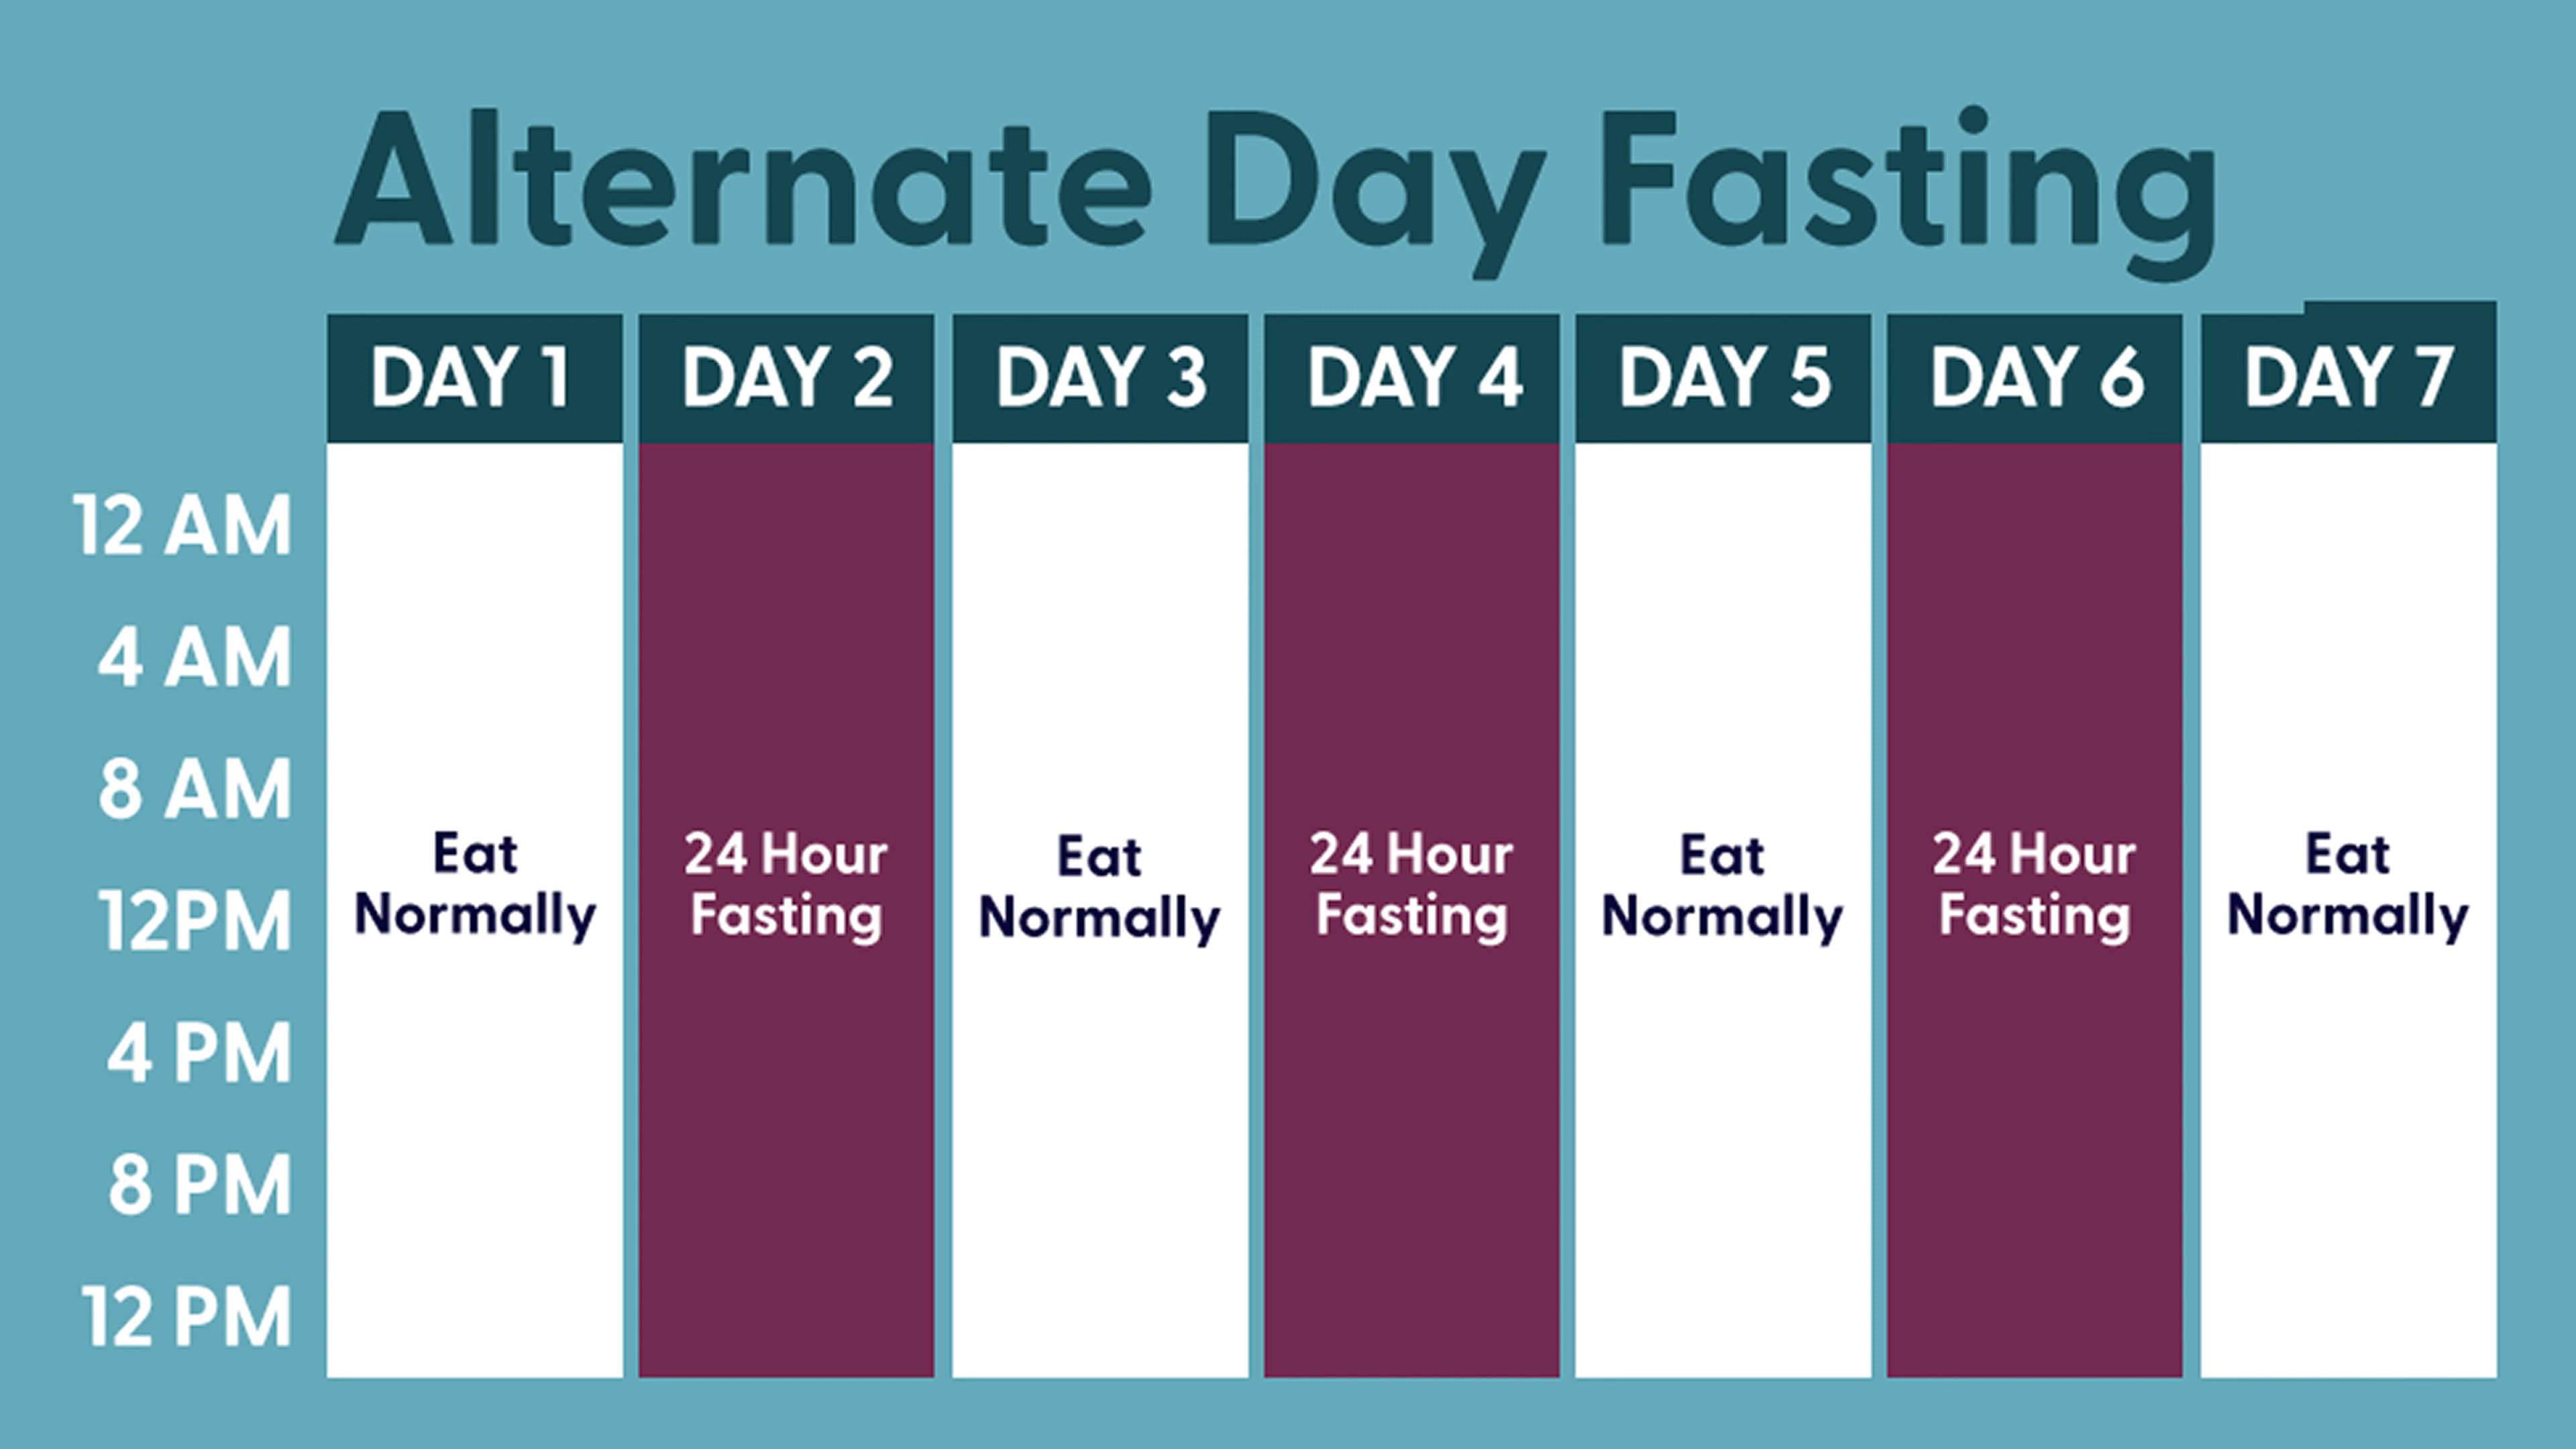 Alternate Day Fasting
DAY 1 DAY 2 DAY 3 DAY 4 DAY 5 DAY 6 DAY 7
12 AM
4 AM
8 AM
Eat 24 Hour Eat 24 Hour Eat 24 Hour Eat
Normally Fasting Normally Fasting Normally Fasting Normally
12PM
4 PM
8 PM
12 PM